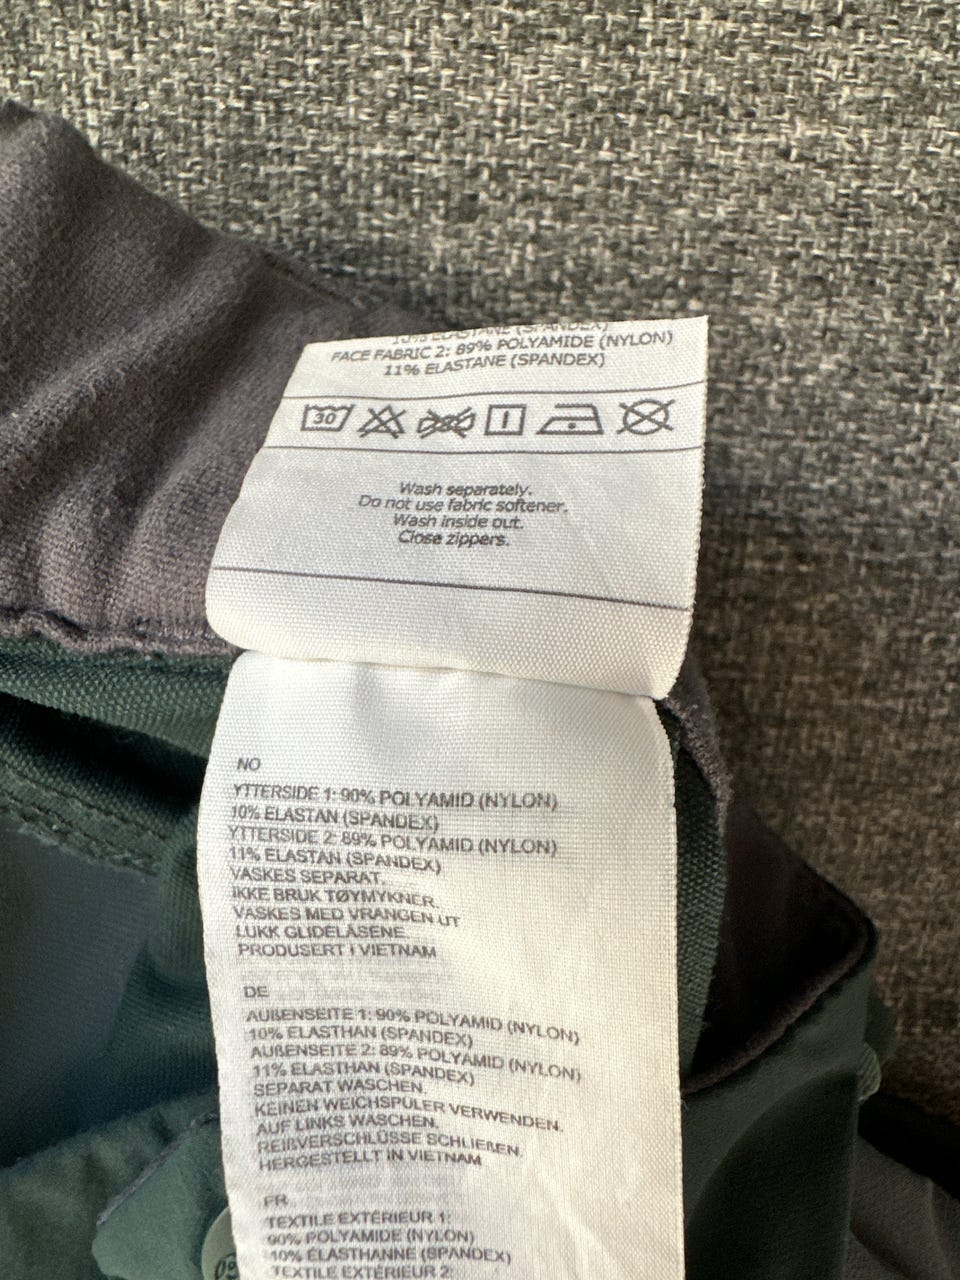 ELASTANE (SPANDEX)
FACE FABRIC 2: 89% POLYAMIDE (NYLON)
11% ELASTANE (SPANDEX)
30
Wash separately.
Do not use fabric softener.
Wash inside out.
Close zippers.
NO
YTTERSIDE 1: 90% POLYAMID (NYLON)
10% ELASTAN (SPANDEX)
YTTERSIDE 2: 89% POLYAMID (NYLON)
11% ELASTAN (SPANDEX)
VASKES SEPARAT.
IKKE BRUK TØYMYKNER.
VASKES MED VRANGEN UT
LUKK GLIDELÅSENE.
PRODUSERT I VIETNAM
DE
AUßENSEITE 1: 90% POLYAMID (NYLON)
10% ELASTHAN (SPANDEX)
AUßENSEITE 2: 89% POLYAMID (NYLON)
11% ELASTHAN (SPANDEX)
SEPARAT WASCHEN.
KEINEN WEICHSPÜLER VERWENDEN.
AUF LINKS WASCHEN.
REIßVERSCHLÜSSE SCHLIEßEN.
HERGESTELLT IN VIETNAM
FR
TEXTILE EXTÉRIEUR 1:
90% POLYAMIDE (NYLON)
10% ÉLASTHANNE (SPANDEX)
TEXTILE EXTÉRIEUR 2: